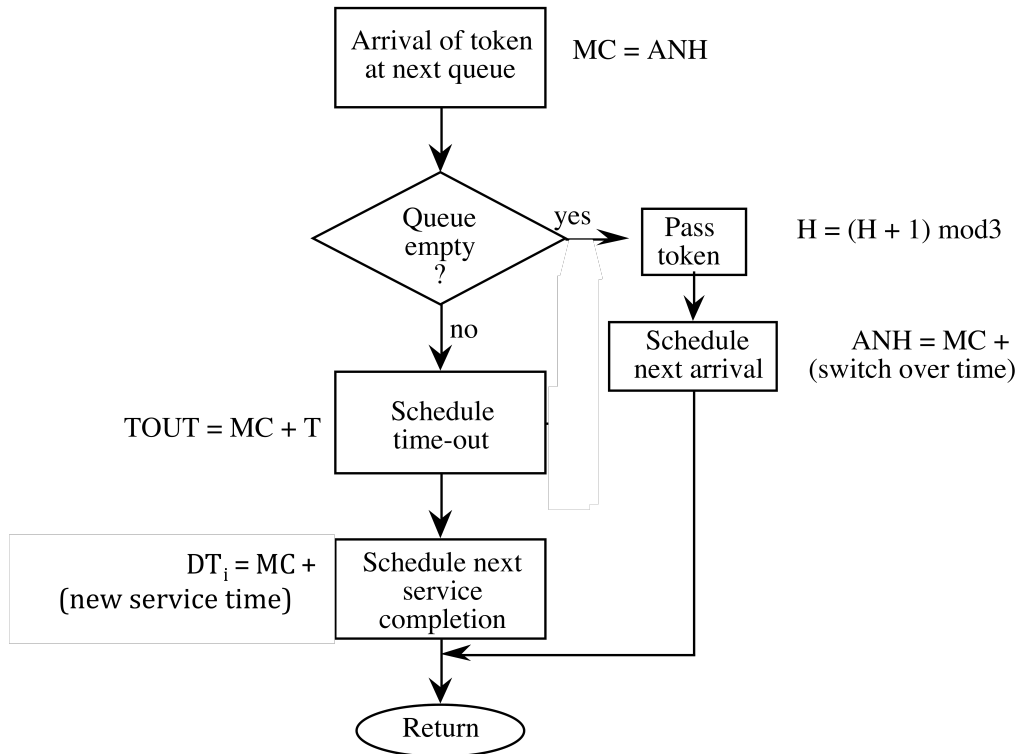 Arrival of token
at next queue
MC = ANH
Queue
empty
?
yes
Pass
token
H = (H + 1) mod3
no
Schedule
next arrival
ANH = MC +
(switch over time)
Schedule
time-out
TOUT = MC + T
DTi = MC +
(new service time)
Schedule next
service
completion
Return